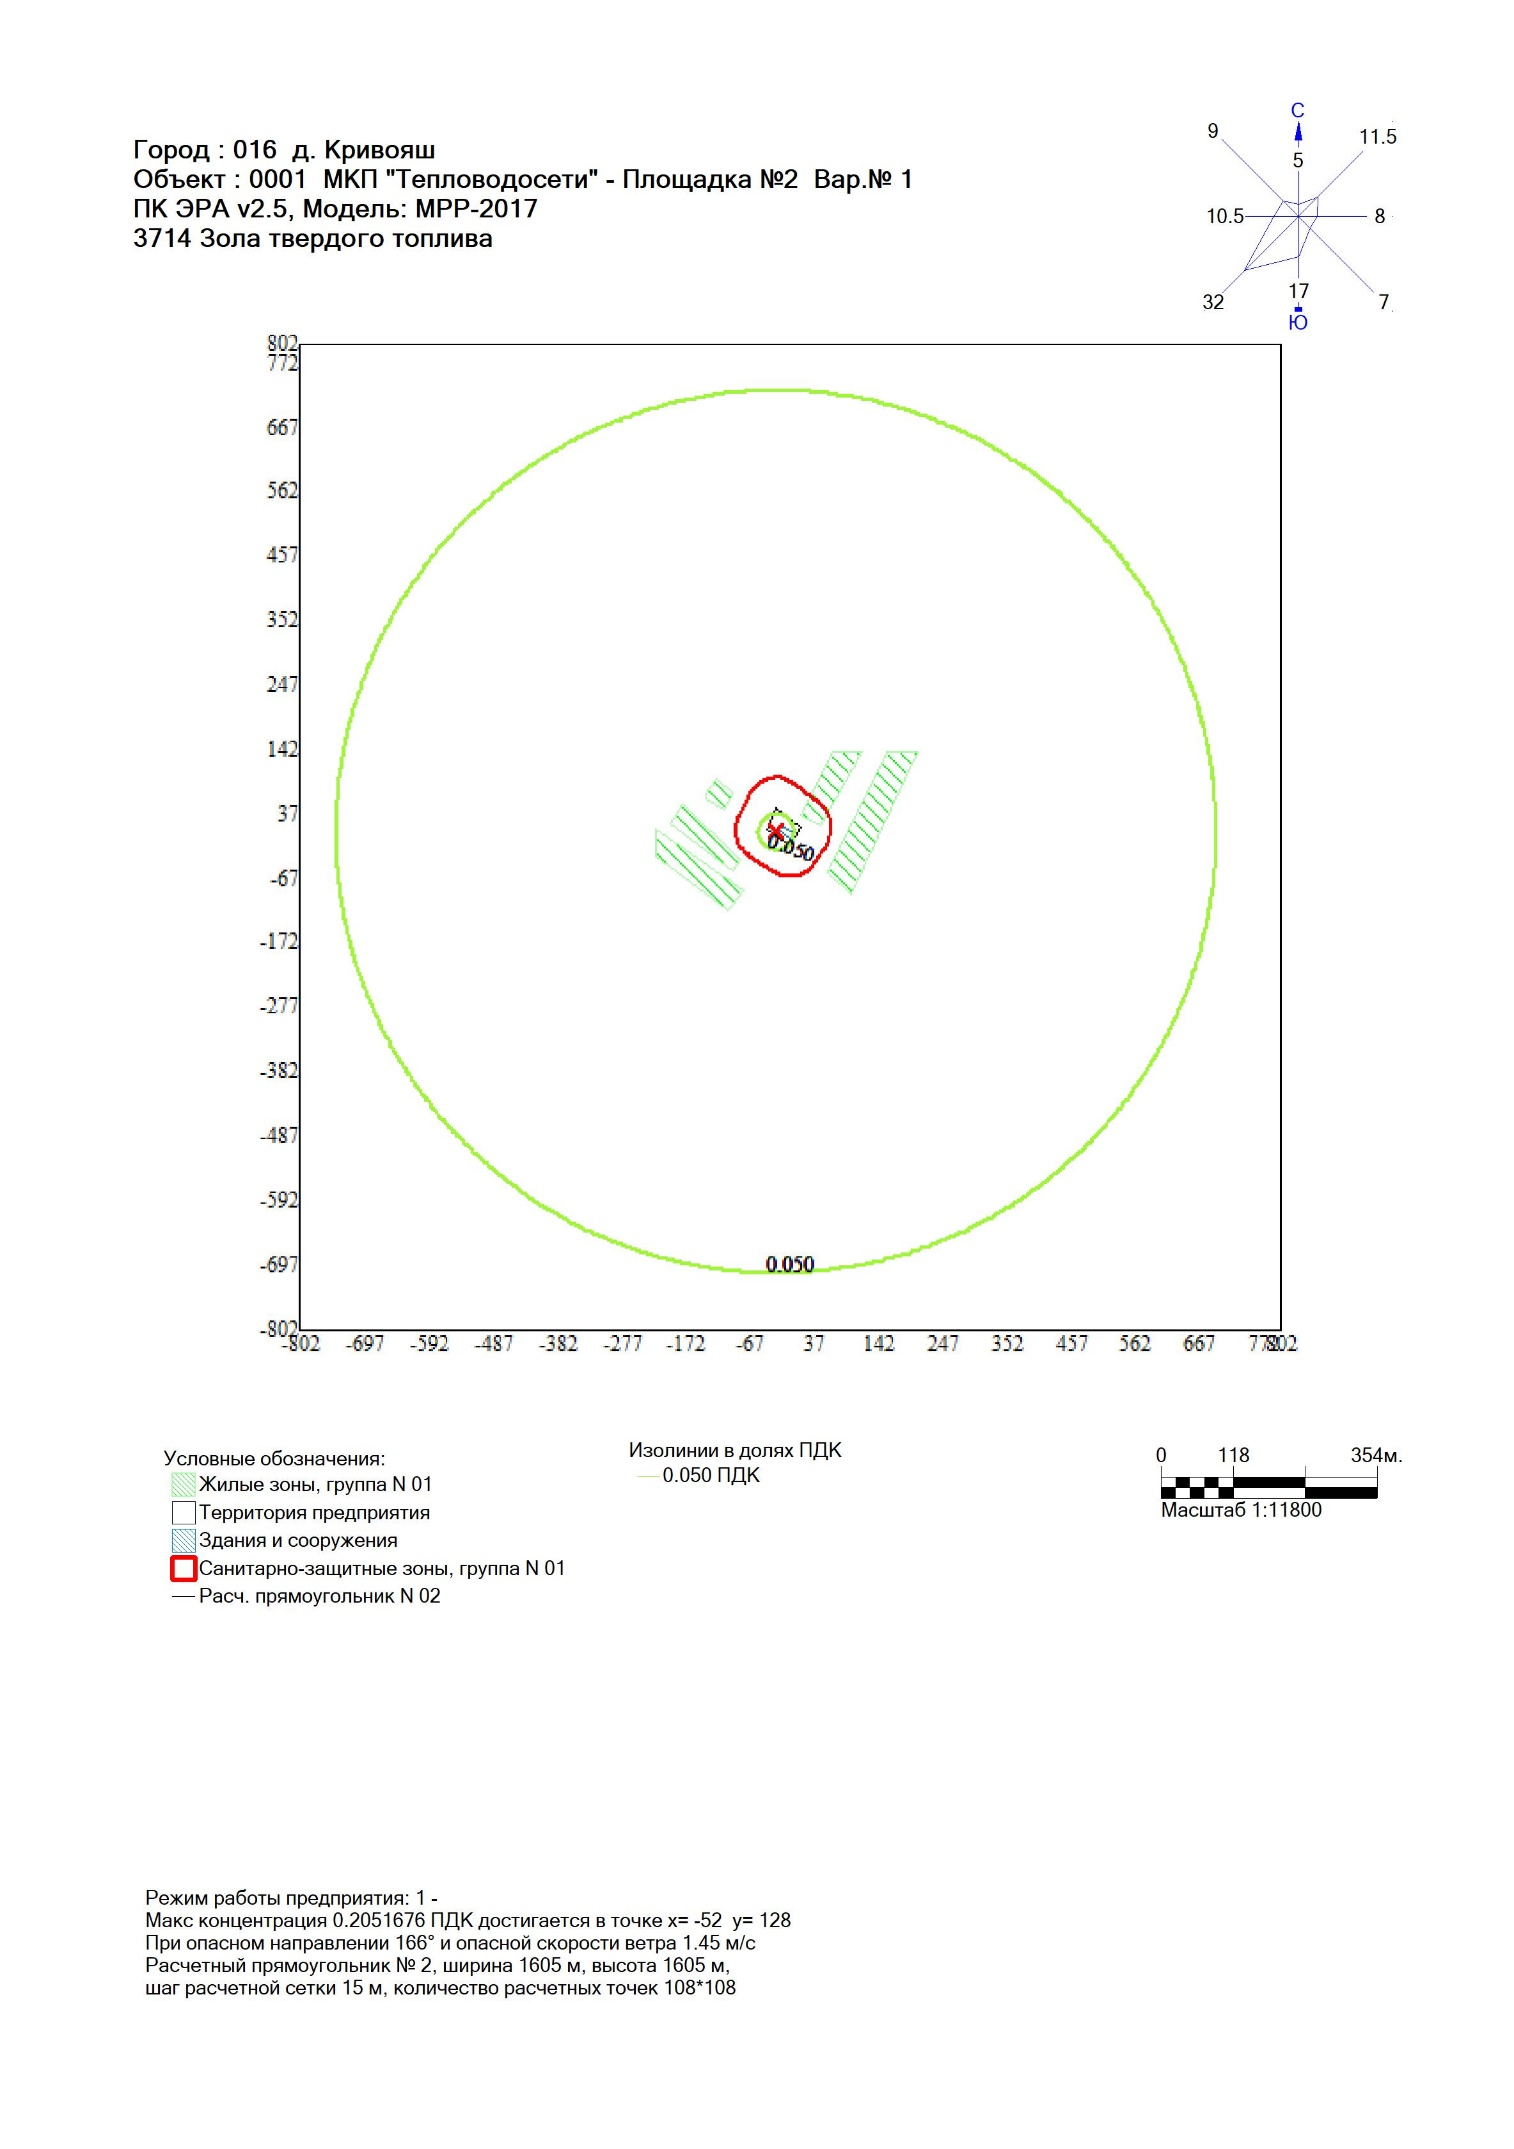 Город : 016 д. Кривояш
Объект : 0001 МКП "Тепловодосети" - Площадка №2 Вар.№ 1
ПК ЭРА v2.5, Модель: МРР-2017
3714 Зола твердого топлива
С
9
11.5
5
10.5
8
32
17
7
Ю
802
772
667
562
457
352
247
142
37
-67
-172
-277
-382
-487
-592
-697
-802
0.050
0.050
-802 -697 -592 -487 -382 -277 -172 -67 37 142 247 352 457 562 667 772 802
Условные обозначения:
Жилые зоны, группа N 01
Территория предприятия
Здания и сооружения
Санитарно-защитные зоны, группа N 01
Расч. прямоугольник N 02
Изолинии в долях ПДК
0.050 ПДК
0 118 354м.
Масштаб 1:11800
Режим работы предприятия: 1 -
Макс концентрация 0.2051676 ПДК достигается в точке x= -52 y= 128
При опасном направлении 166° и опасной скорости ветра 1.45 м/с
Расчетный прямоугольник № 2, ширина 1605 м, высота 1605 м,
шаг расчетной сетки 15 м, количество расчетных точек 108*108